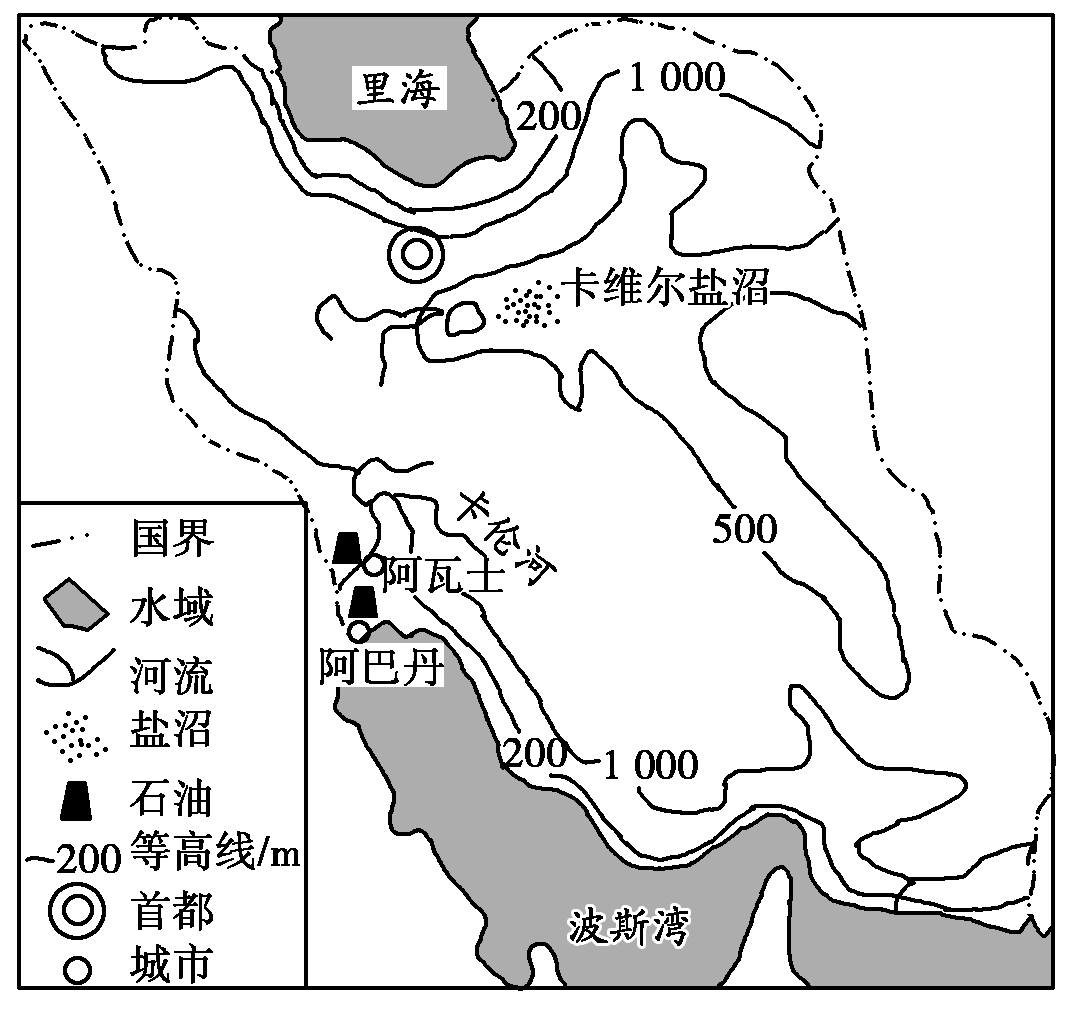 里海
1 000
200
卡维尔盐沼
500
卡伦河
阿瓦士
阿巴丹
200
1 000
波斯湾
国界
水域
河流
盐沼
石油
200 等高线/m
首都
城市